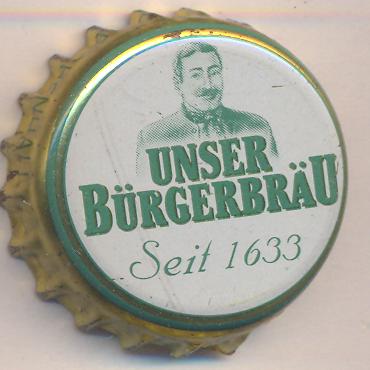 UNSER
BÜRGERBRÄU
Seit 1633